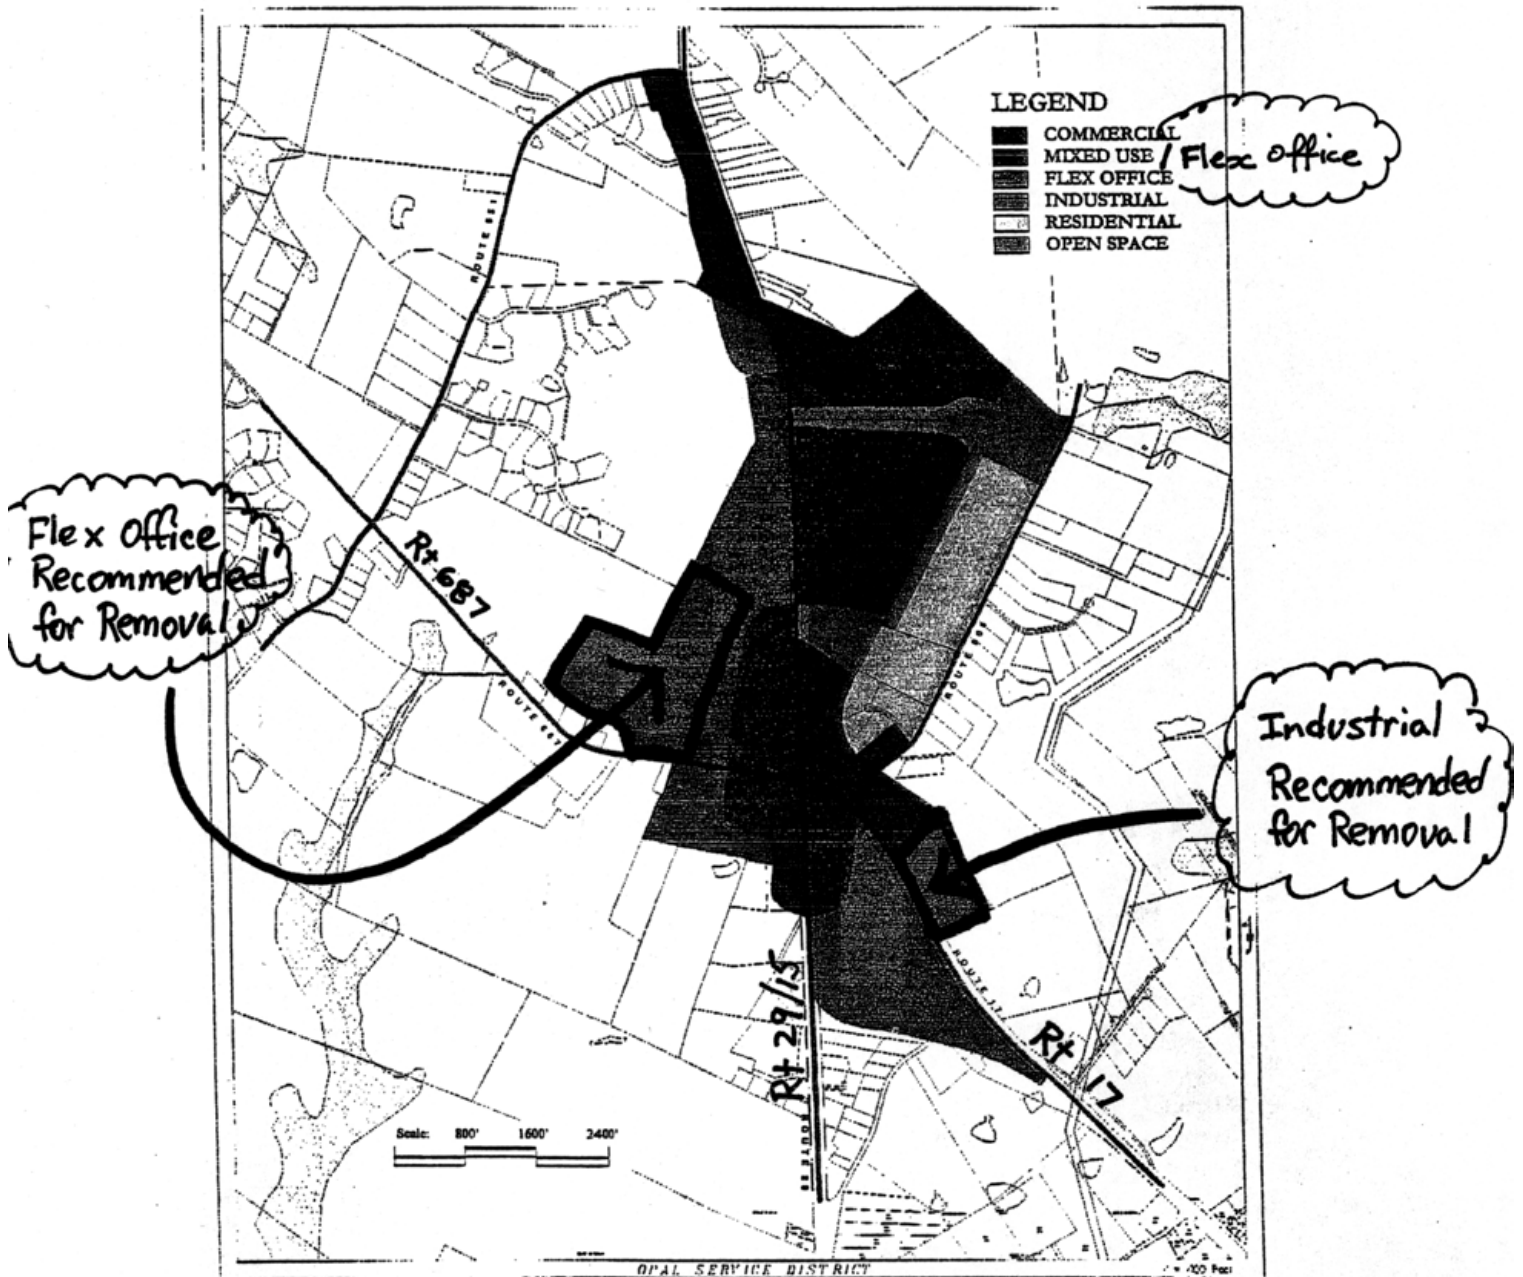 LEGEND
COMMERCIAL
MIXED USE / Flex Office
FLEX OFFICE
INDUSTRIAL
RESIDENTIAL
OPEN SPACE
ROUTE 651
Flex Office
Recommended
for Removal
Rt 687
ROUTE 687
Industrial
Recommended
for Removal
ROUTE 17
Rt 29/15
Rt 17
Scale: 800' 1600' 2400'
OPAL SERVICE DISTRICT